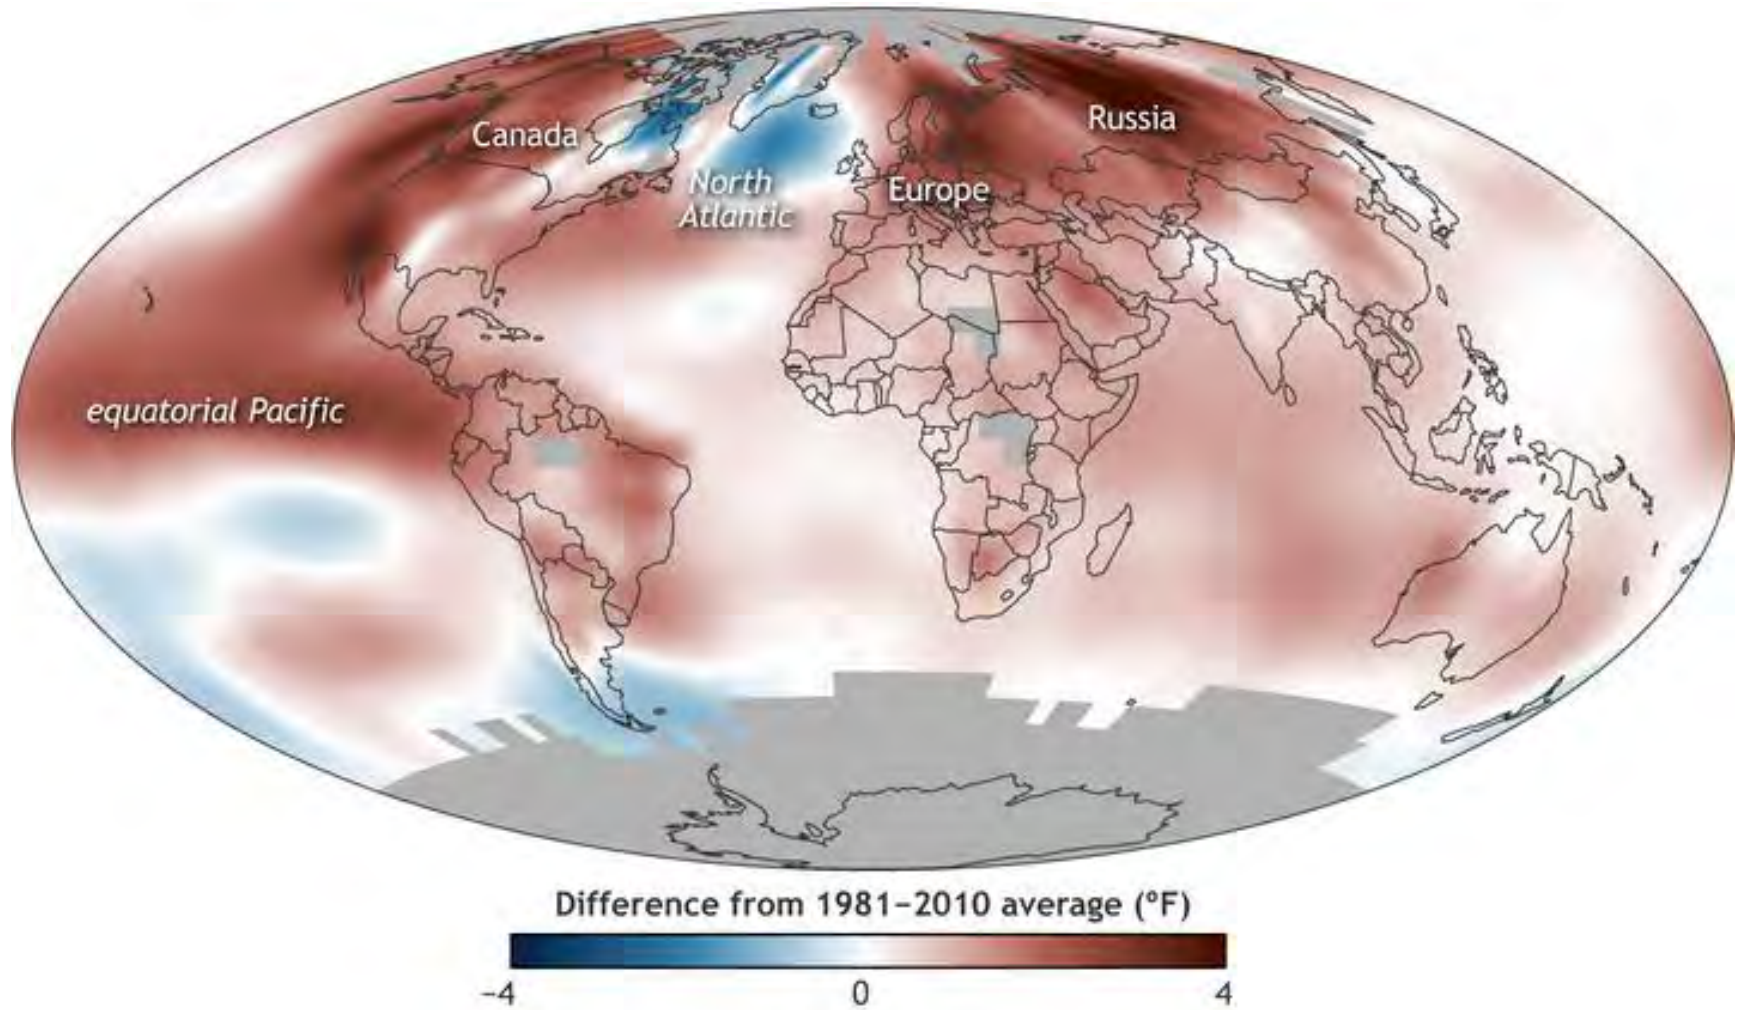 Canada
Russia
North
Atlantic
Europe
equatorial Pacific
Difference from 1981–2010 average (°F)
–4
0
4